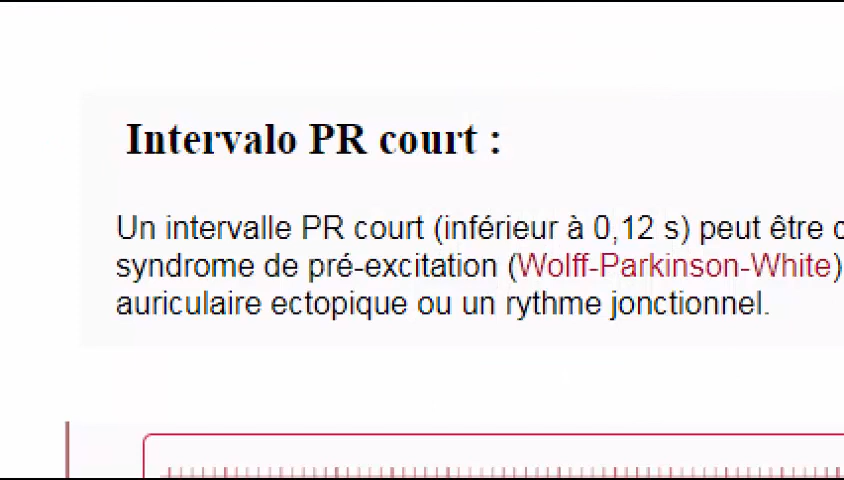 Intervalo PR court :
Un intervalle PR court (inférieur à 0,12 s) peut être
syndrome de pré-excitation (Wolff-Parkinson-White)
auriculaire ectopique ou un rythme jonctionnel.